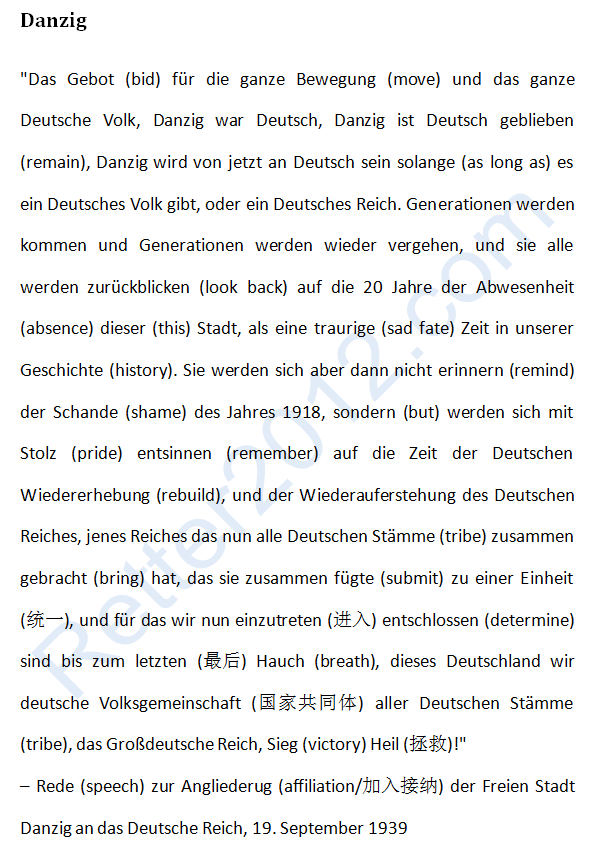 Danzig
"Das Gebot (bid) für die ganze Bewegung (move) und das ganze
Deutsche Volk, Danzig war Deutsch, Danzig ist Deutsch geblieben
(remain), Danzig wird von jetzt an Deutsch sein solange (as long as) es
ein Deutsches Volk gibt, oder ein Deutsches Reich. Generationen werden
kommen und Generationen werden wieder vergehen, und sie alle
werden zurückblicken (look back) auf die 20 Jahre der Abwesenheit
(absence) dieser (this) Stadt, als eine traurige (sad fate) Zeit in unserer
Geschichte (history). Sie werden sich aber dann nicht erinnern (remind)
der Schande (shame) des Jahres 1918, sondern (but) werden sich mit
Stolz (pride) entsinnen (remember) auf die Zeit der Deutschen
Wiedererhebung (rebuild), und der Wiederauferstehung des Deutschen
Reiches, jenes Reiches das nun alle Deutschen Stämme (tribe) zusammen
gebracht (bring) hat, das sie zusammen fügte (submit) zu einer Einheit
(统一), und für das wir nun einzutreten (进入) entschlossen (determine)
sind bis zum letzten (最后) Hauch (breath), dieses Deutschland wir
deutsche Volksgemeinschaft (国家共同体) aller Deutschen Stämme
(tribe), das Großdeutsche Reich, Sieg (victory) Heil (拯救)!"
– Rede (speech) zur Angliederug (affiliation/加入接纳) der Freien Stadt
Danzig an das Deutsche Reich, 19. September 1939
Retter2012.com